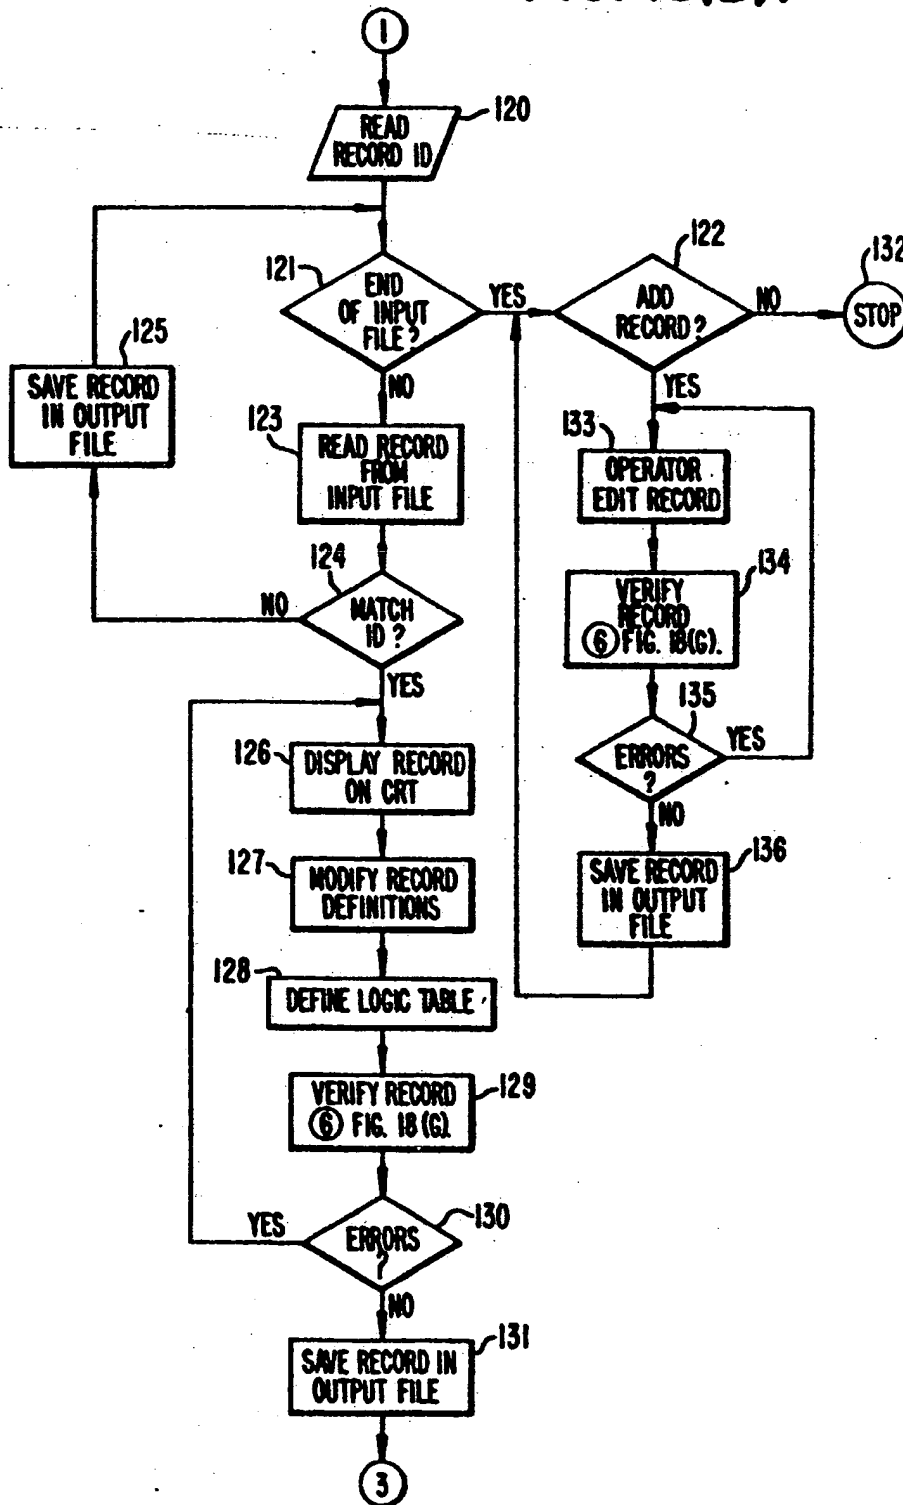 1
READ
RECORD ID
120
121
END
OF INPUT
FILE?
YES
NO
122
ADD
RECORD?
NO
YES
132
STOP
125
SAVE RECORD
IN OUTPUT
FILE
123
READ RECORD
FROM
INPUT FILE
124
MATCH
ID?
NO
YES
133
OPERATOR
EDIT RECORD
134
VERIFY
RECORD
6 FIG. 18(G).
135
ERRORS
?
YES
NO
136
SAVE RECORD
IN OUTPUT
FILE
126
DISPLAY RECORD
ON CRT
127
MODIFY RECORD
DEFINITIONS
128
DEFINE LOGIC TABLE
129
VERIFY RECORD
6 FIG. 18(G)
130
ERRORS
?
YES
NO
131
SAVE RECORD IN
OUTPUT FILE
3